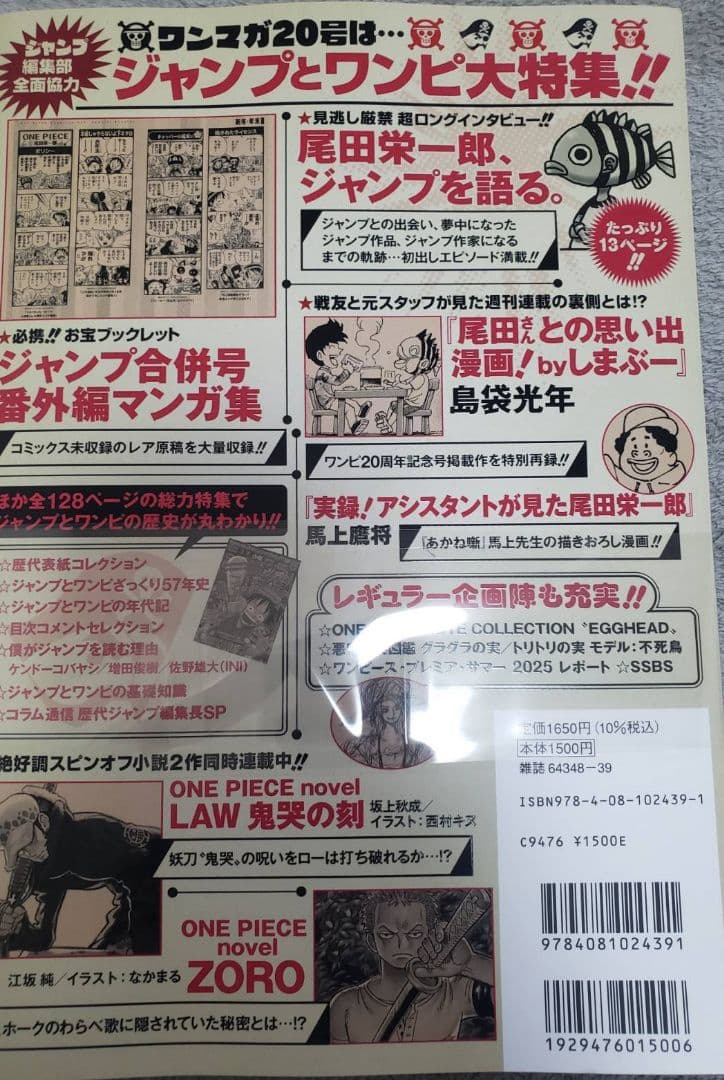 ジャンプ
編集部
全面協力
ワンマガ20号は…
ジャンプとワンピ大特集!!
ONE PIECE
★見逃し厳禁 超ロングインタビュー!!
尾田栄一郎、
ジャンプを語る。
ジャンプとの出会い、夢中になった
ジャンプ作品、ジャンプ作家になる
までの軌跡…初出しエピソード満載!!
たっぷり
13ページ
!!
★必携!! お宝ブックレット
ジャンプ合併号
番外編マンガ集
コミックス未収録のレア原稿を大量収録!!
★戦友と元スタッフが見た週刊連載の裏側とは!?
『尾田さんとの思い出
漫画! byしまぶー』
島袋光年
ワンピ20周年記念号掲載作を特別再録!!
『実録!アシスタントが見た尾田栄一郎』
馬上鷹将
『あかね噺』馬上先生の描きおろし漫画!!
ほか全128ページの総力特集で
ジャンプとワンピの歴史が丸わかり!!
☆歴代表紙コレクション
☆ジャンプとワンピざっくり57年史
☆ジャンプとワンピの年代記
☆目次コメントセレクション
☆僕がジャンプを読む理由
ケンドーコバヤシ/増田俊樹/佐野雄大(INI)
☆ジャンプとワンピの基礎知識
☆コラム通信 歴代ジャンプ編集長SP
レギュラー企画陣も充実!!
COLLECTION “EGGHEAD”
グラグラの実/トリトリの実 モデル:不死鳥
☆ワンピース・プレミア・サマー 2025 レポート ☆SSBS
絶好調スピンオフ小説2作同時連載中!!
ONE PIECE novel
LAW 鬼哭の刻
坂上秋成/
イラスト:西村キヌ
妖刀“鬼哭”の呪いをローは打ち破れるか…!?
ONE PIECE
novel
ZORO
江坂 純/イラスト:なかまる
ホークのわらべ歌に隠されていた秘密とは…!?
定価1650円(10%税込)
本体1500円
雑誌 64348-39
ISBN978-4-08-102439-1
C9476 ¥1500E
9784081024391
1929476015006